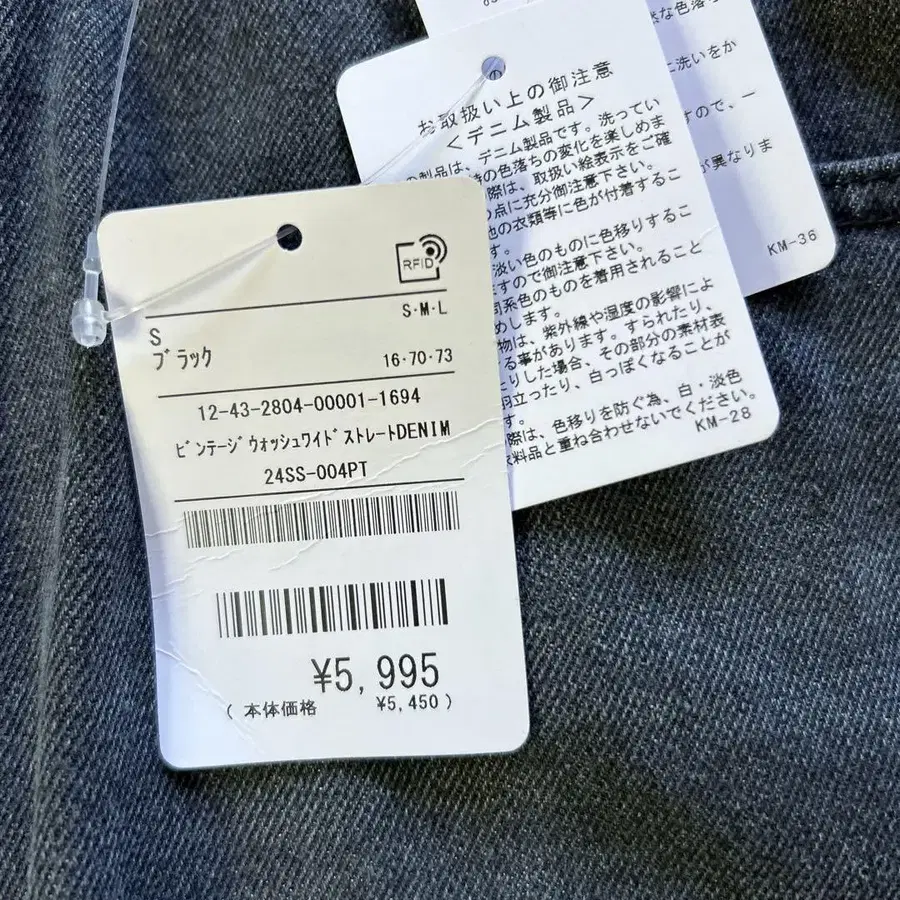 RFID
S・M・L
S
ブラック 16・70・73
12-43-2804-00001-1694
ビンテージウォッシュワイドストレートDENIM
24SS-004PT
¥5,995
(本体価格 ¥5,450)
お取扱い上の御注意
<デニム製品>
製品は、デニム製品です。洗ってい
の色落ちの変化を楽しめま
際は、取扱い絵表示をご確
の点に充分御注意下さい。
他の衣類等に色が付着するこ
す。
淡い色のものに色移りするこ
ますので御注意下さい。
同系色のものを着用されること
めします。
物は、紫外線や湿度の影響によ
る事があります。すられたり、
たりした場合、その部分の素材表
羽立ったり、白っぽくなることが
す。
際は、色移りを防ぐ為、白・淡色
衣料品と重ね合わせないでください。
KM-28
な色落
に洗いをか
すので、一
が異なりま
KM-36